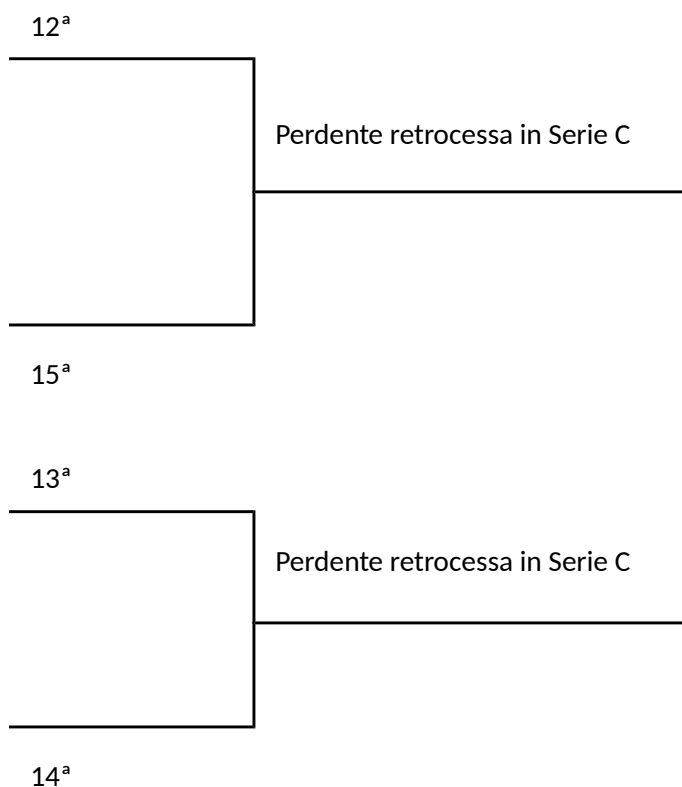 12ª
Perdente retrocessa in Serie C
15ª
13ª
Perdente retrocessa in Serie C
14ª